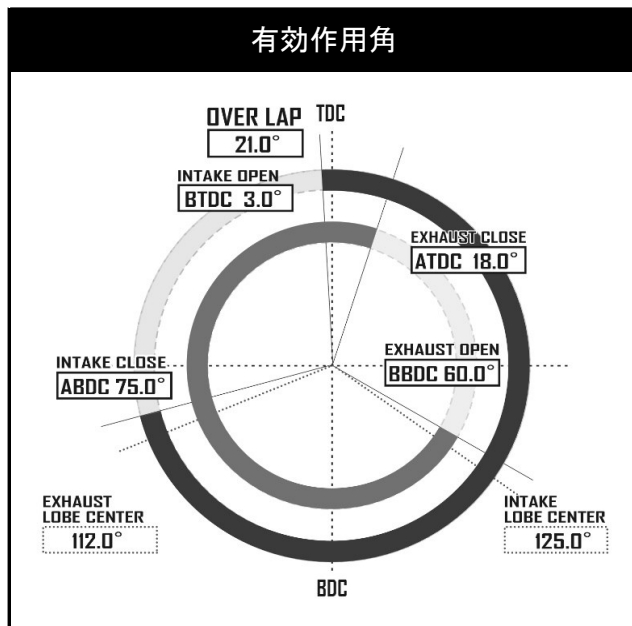 有効作用角
OVER LAP
21.0°
TDC
INTAKE OPEN
BTDC 3.0°
EXHAUST CLOSE
ATDC 18.0°
INTAKE CLOSE
ABDC 75.0°
EXHAUST OPEN
BBDC 60.0°
EXHAUST
LOBE CENTER
112.0°
INTAKE
LOBE CENTER
125.0°
BDC